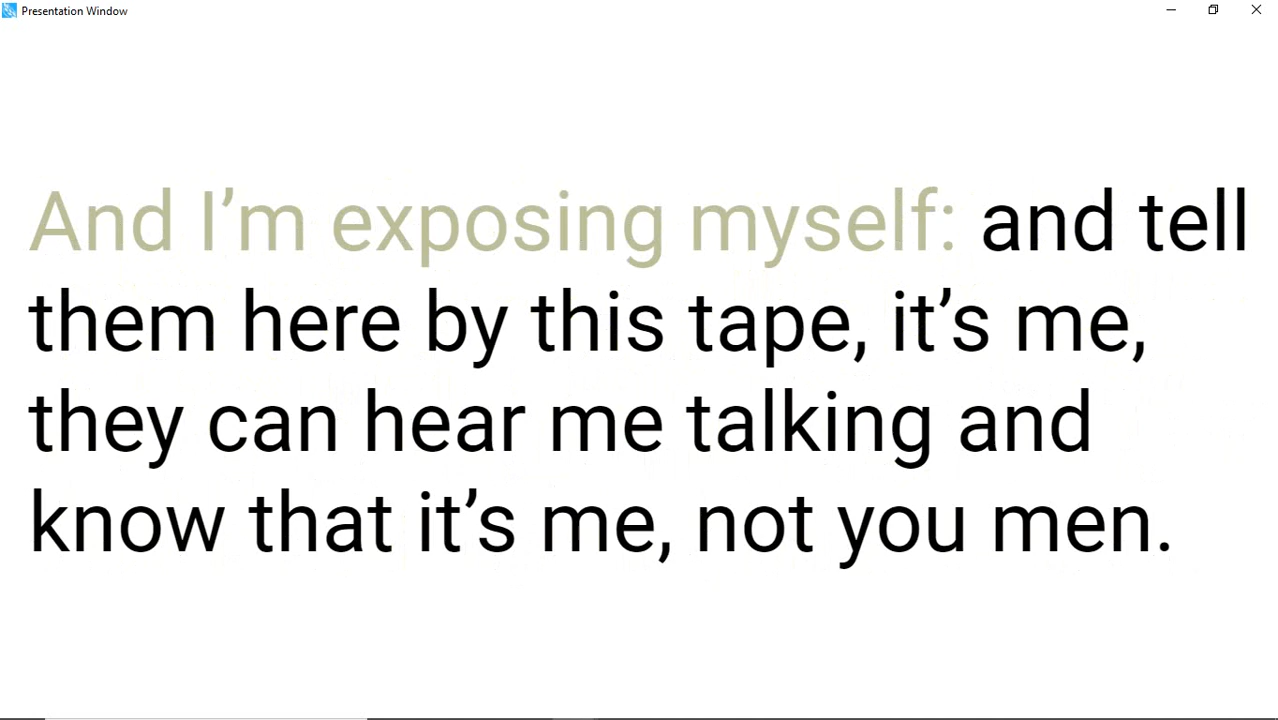 Presentation Window
And I’m exposing myself: and tell
them here by this tape, it’s me,
they can hear me talking and
know that it’s me, not you men.